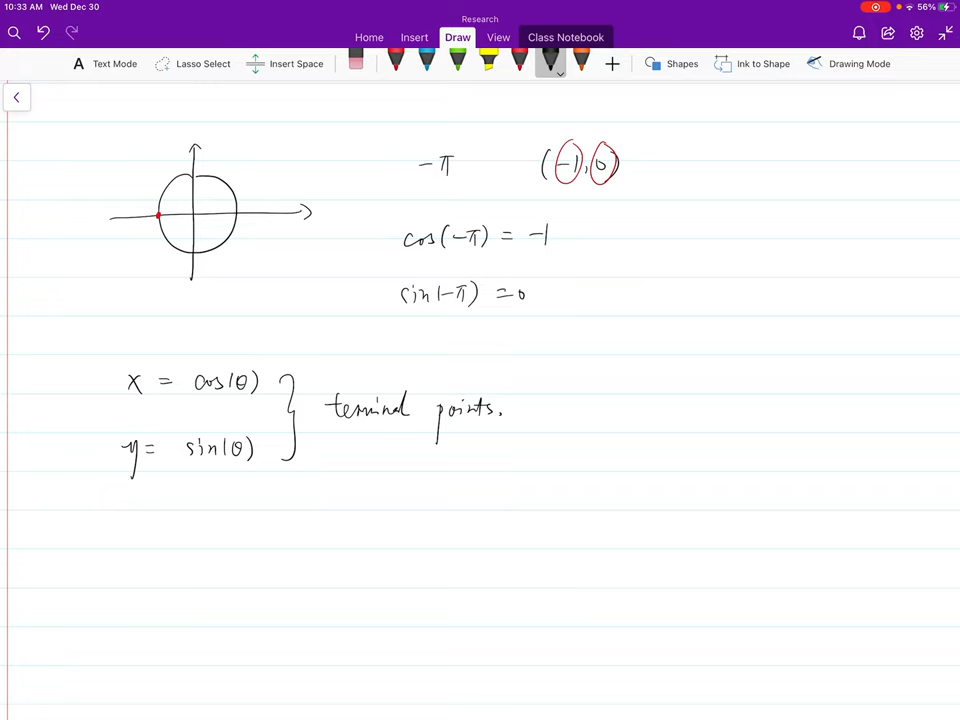 10:33 AM Wed Dec 30
56%
Research
Home Insert Draw View Class Notebook
Text Mode Lasso Select Insert Space Shapes Ink to Shape Drawing Mode
-π (-1, 0)
cos(-π) = -1
sin(-π) = 0
x = cos(θ)
terminal points.
y = sin(θ)